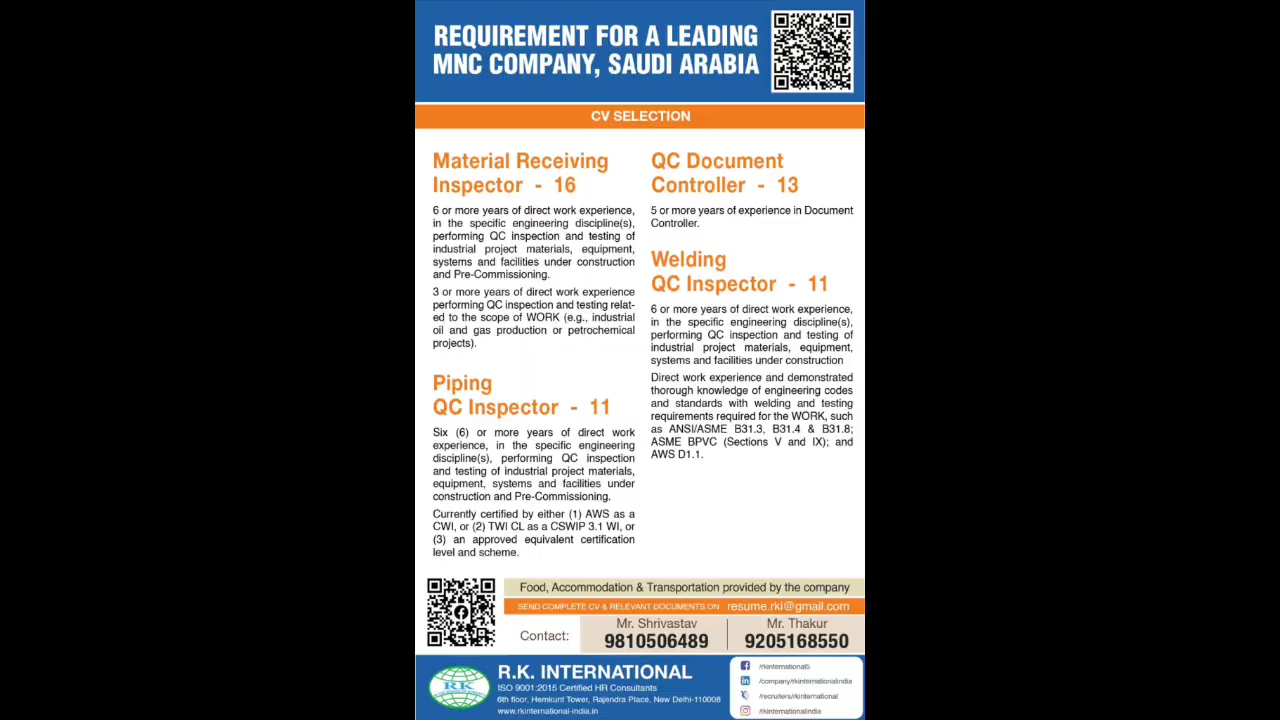 REQUIREMENT FOR A LEADING
MNC COMPANY, SAUDI ARABIA
CV SELECTION
Material Receiving
Inspector - 16
6 or more years of direct work experience,
in the specific engineering discipline(s),
performing QC inspection and testing of
industrial project materials, equipment,
systems and facilities under construction
and Pre-Commissioning.
3 or more years of direct work experience
performing QC inspection and testing relat-
ed to the scope of WORK (e.g., industrial
oil and gas production or petrochemical
projects).
Piping
QC Inspector - 11
Six (6) or more years of direct work
experience, in the specific engineering
discipline(s), performing QC inspection
and testing of industrial project materials,
equipment, systems and facilities under
construction and Pre-Commissioning.
Currently certified by either (1) AWS as a
CWI, or (2) TWI CL as a CSWIP 3.1 WI, or
(3) an approved equivalent certification
level and scheme.
QC Document
Controller - 13
5 or more years of experience in Document
Controller.
Welding
QC Inspector - 11
6 or more years of direct work experience,
in the specific engineering discipline(s),
performing QC inspection and testing of
industrial project materials, equipment,
systems and facilities under construction
Direct work experience and demonstrated
thorough knowledge of engineering codes
and standards with welding and testing
requirements required for the WORK, such
as ANSI/ASME B31.3, B31.4 & B31.8;
ASME BPVC (Sections V and IX); and
AWS D1.1.
Food, Accommodation & Transportation provided by the company
SEND COMPLETE CV & RELEVANT DOCUMENTS ON resume.rki@gmail.com
Contact:
Mr. Shrivastav
9810506489
Mr. Thakur
9205168550
RK
R.K. INTERNATIONAL
ISO 9001:2015 Certified HR Consultants
6th floor, Hemkunt Tower, Rajendra Place, New Delhi-110008
www.rkinternational-india.in
/rkinternational5
/company/rkinternationalindia
/recruiters/rkinternational
/rkinternationalindia